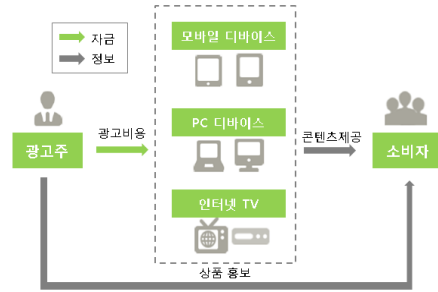 자금
정보
모바일 디바이스
광고주
광고비용
PC 디바이스
콘텐츠제공
소비자
인터넷 TV
상품 홍보